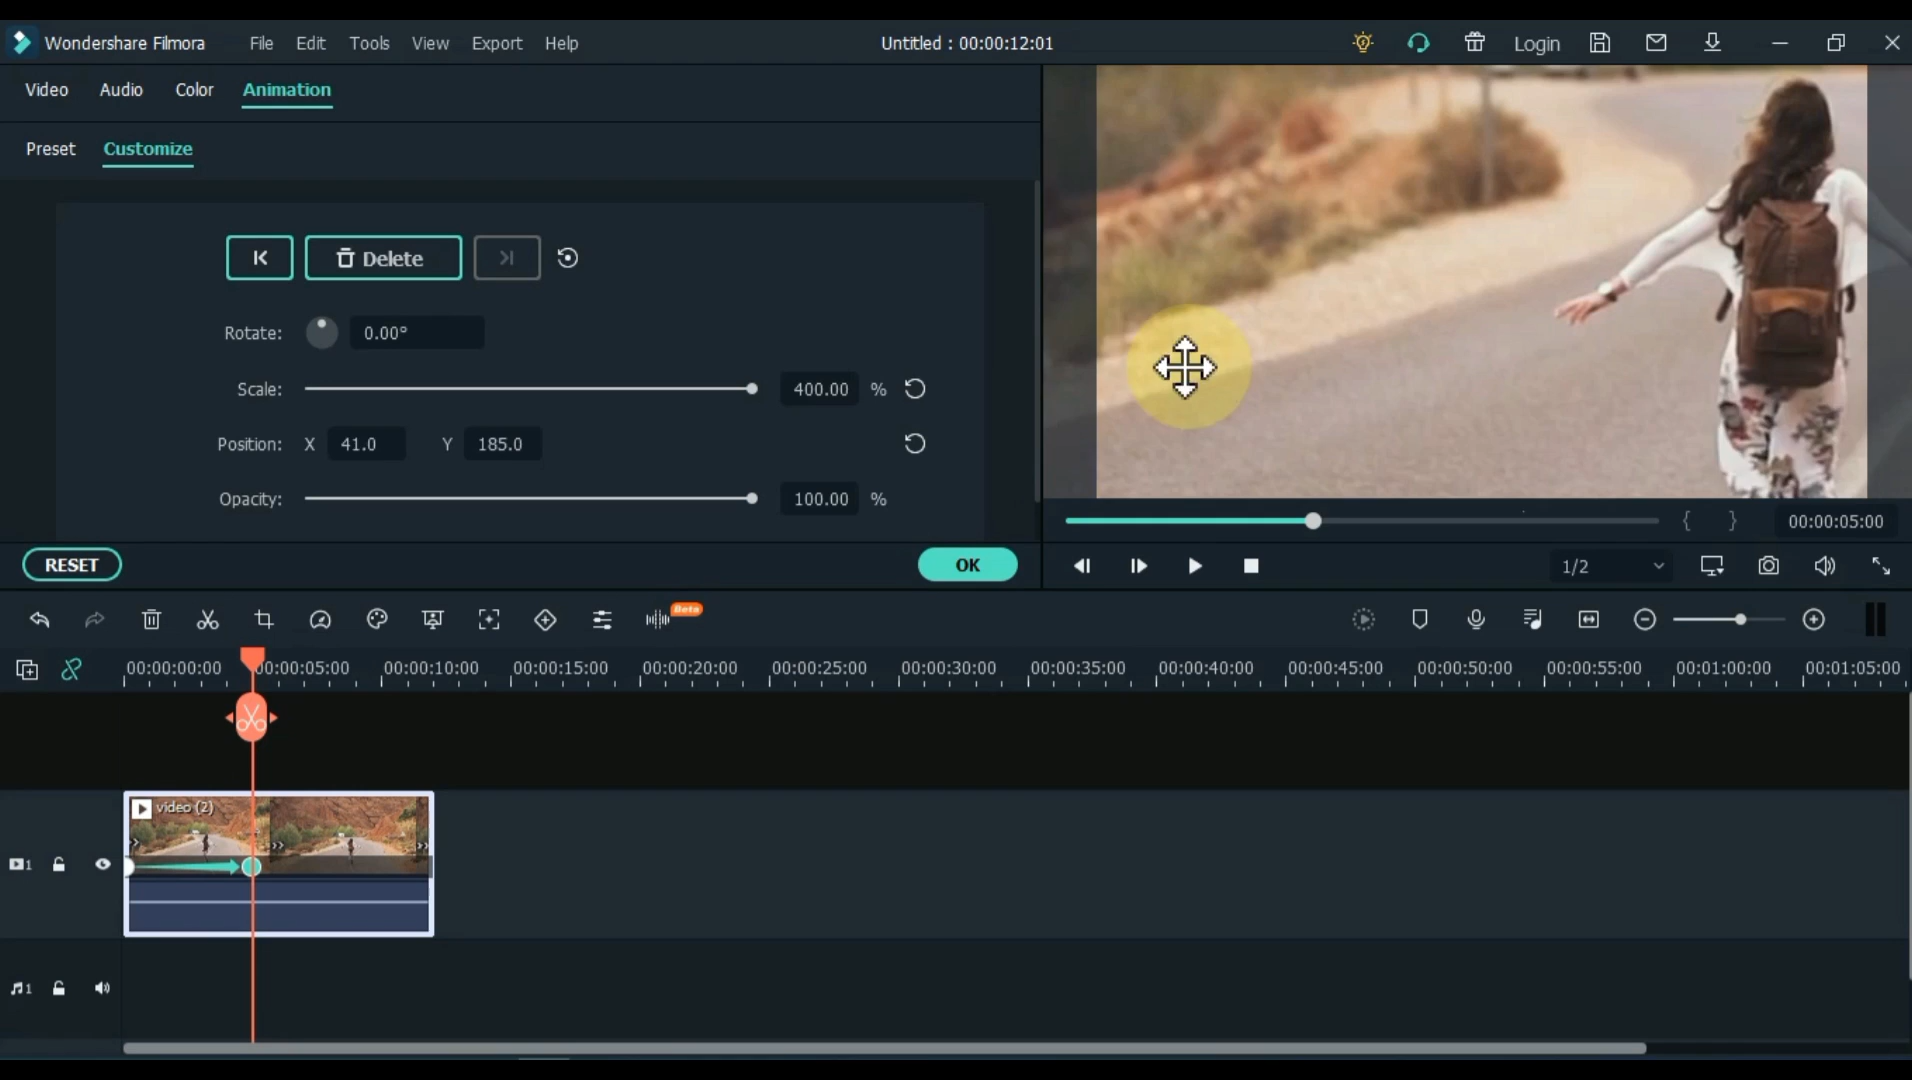 Wondershare Filmora File Edit Tools View Export Help Untitled : 00:00:12:01 Login
Video Audio Color Animation
Preset Customize
Delete
Rotate: 0.00°
Scale: 400.00 %
Position: X 41.0 Y 185.0
Opacity: 100.00 %
{ } 00:00:05:00
RESET OK
1/2
Beta
00:00:00:00 00:00:05:00 00:00:10:00 00:00:15:00 00:00:20:00 00:00:25:00 00:00:30:00 00:00:35:00 00:00:40:00 00:00:45:00 00:00:50:00 00:00:55:00 00:01:00:00 00:01:05:00
video (2)
1
1